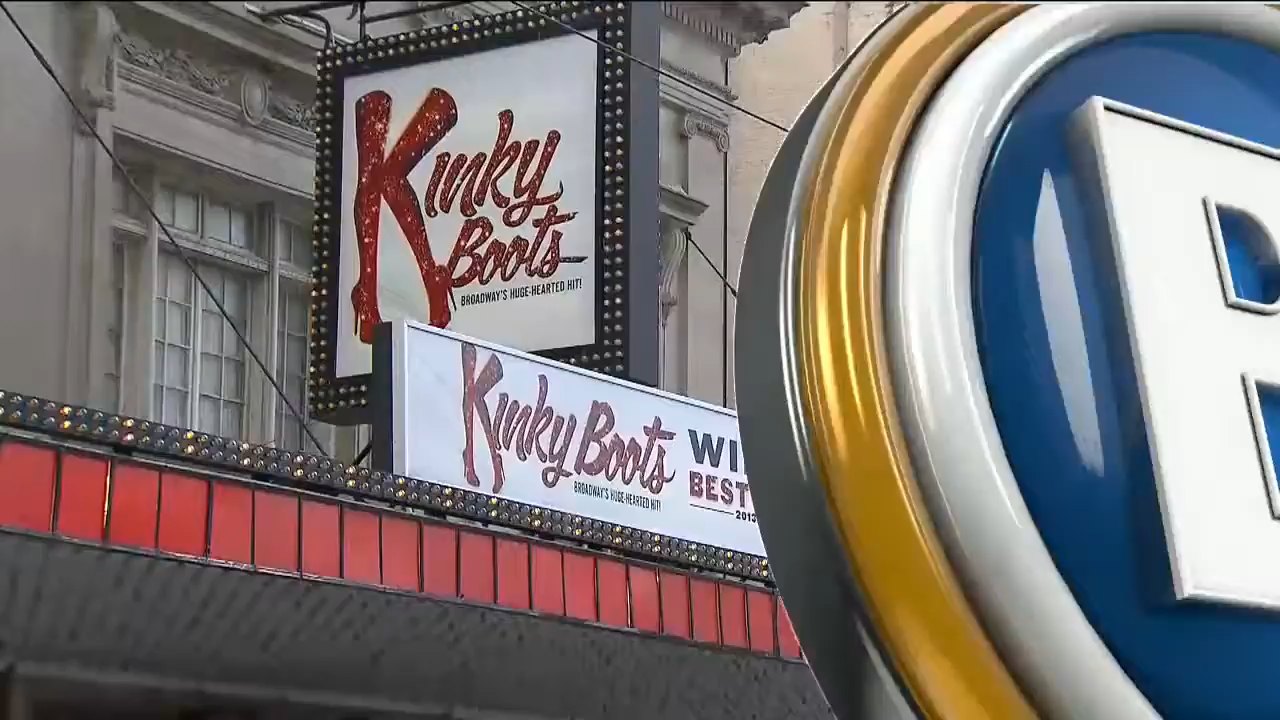 Kinky
Boots
BROADWAY'S HUGE-HEARTED HIT!
Kinky Boots
BROADWAY'S HUGE-HEARTED HIT!
WI
BEST
2013